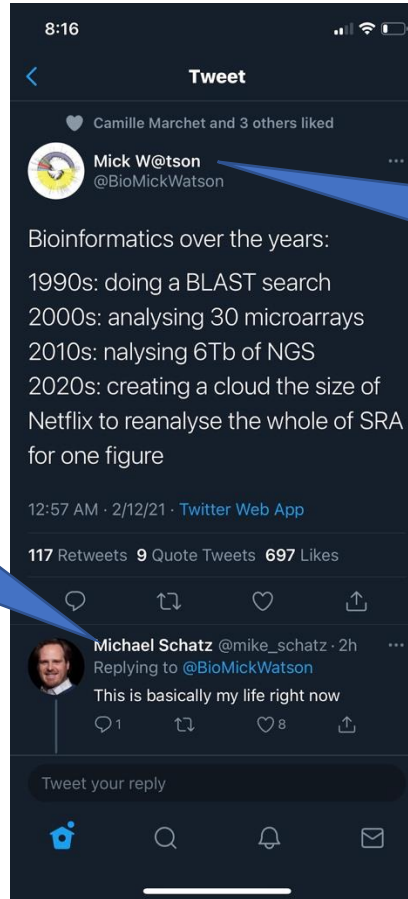 8:16
Tweet
Camille Marchet and 3 others liked
Mick W@tson
@BioMickWatson
Bioinformatics over the years:
1990s: doing a BLAST search
2000s: analysing 30 microarrays
2010s: nalysing 6Tb of NGS
2020s: creating a cloud the size of
Netflix to reanalyse the whole of SRA
for one figure
12:57 AM · 2/12/21 · Twitter Web App
117 Retweets 9 Quote Tweets 697 Likes
Michael Schatz @mike_schatz · 2h
Replying to @BioMickWatson
This is basically my life right now
1 8
Tweet your reply